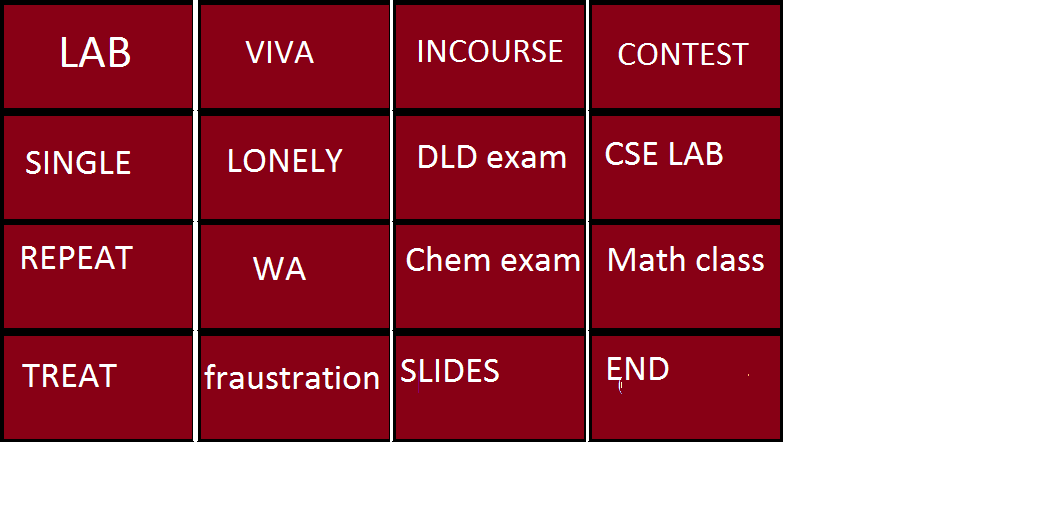 LAB VIVA INCOURSE CONTEST
SINGLE LONELY DLD exam CSE LAB
REPEAT WA Chem exam Math class
TREAT fraustration SLIDES END